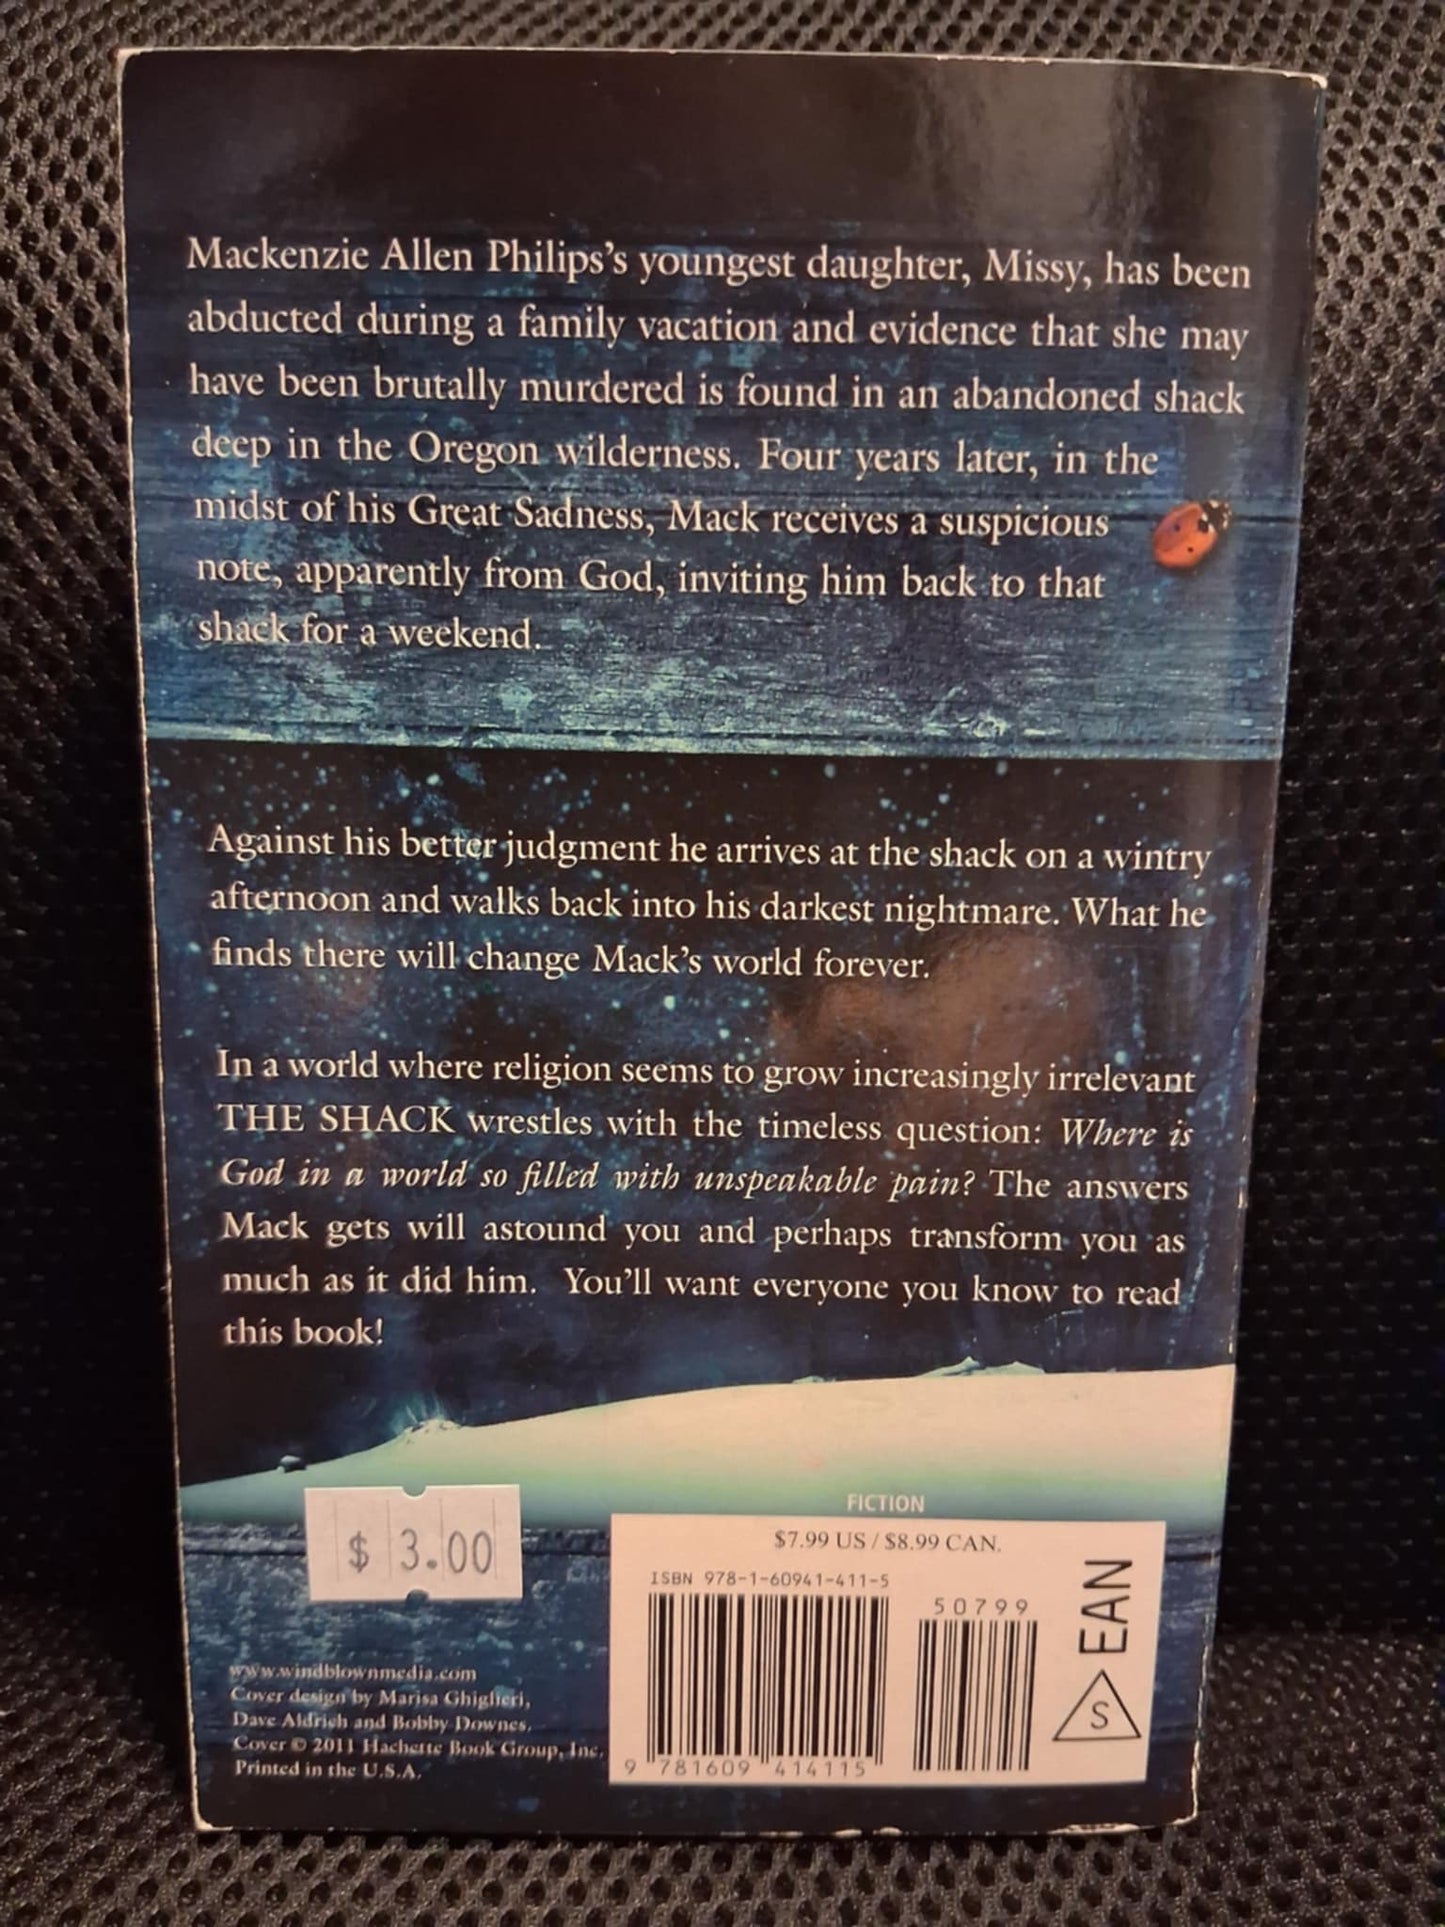 Mackenzie Allen Philips's youngest daughter, Missy, has been
abducted during a family vacation and evidence that she may
have been brutally murdered is found in an abandoned shack
deep in the Oregon wilderness. Four years later, in the
midst of his Great Sadness, Mack receives a suspicious
note, apparently from God, inviting him back to that
shack for a weekend.
Against his better judgment he arrives at the shack on a wintry
afternoon and walks back into his darkest nightmare. What he
finds there will change Mack's world forever.
In a world where religion seems to grow increasingly irrelevant
THE SHACK wrestles with the timeless question: Where is
God in a world so filled with unspeakable pain? The answers
Mack gets will astound you and perhaps transform you as
much as it did him. You'll want everyone you know to read
this book!
$ 3.00
FICTION
$7.99 US / $8.99 CAN.
ISBN 978-1-60941-411-5
50799
EAN
S
9 781609 414115
www.windblownmedia.com
Cover design by Marisa Ghiglieri,
Dave Aldrich and Bobby Downes.
Cover © 2011 Hachette Book Group, Inc.
Printed in the U.S.A.